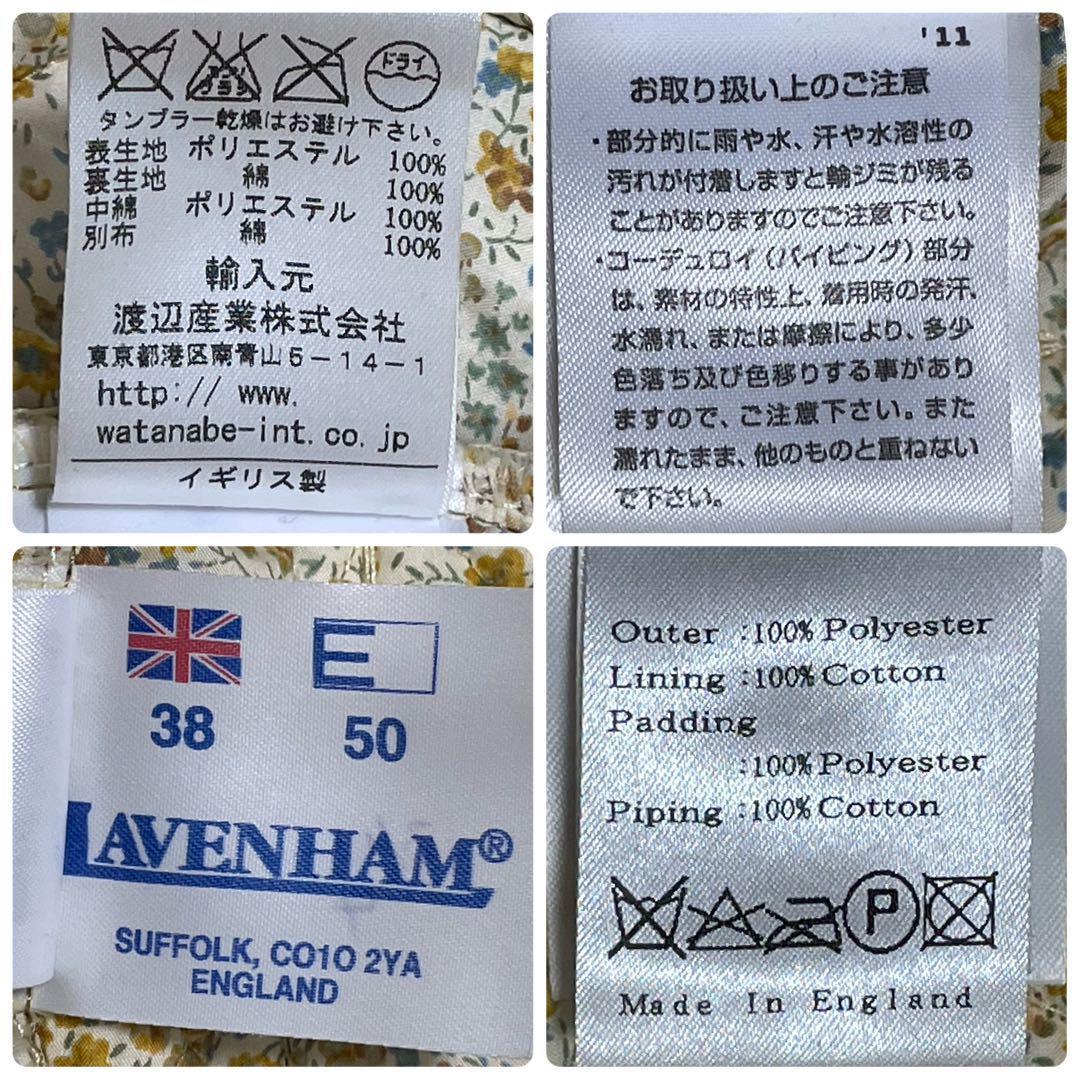 エンソサラシ
ドライ
タンブラー乾燥はお避け下さい。
表生地 ポリエステル 100%
裏生地 綿 100%
中綿 ポリエステル 100%
別布 綿 100%
輸入元
渡辺産業株式会社
東京都港区南青山5-14-1
http://www.
watanabe-int.co.jp
イギリス製
'11
お取り扱い上のご注意
・部分的に雨や水、汗や水溶性の
汚れが付着しますと輪ジミが残る
ことがありますのでご注意下さい。
・コーデュロイ(パイピング)部分
は、素材の特性上、着用時の発汗、
水濡れ、または摩擦により、多少
色落ち及び色移りする事があり
ますので、ご注意下さい。また
濡れたまま、他のものと重ねない
で下さい。
E
38 50
LAVENHAM®
SUFFOLK, CO10 2YA
ENGLAND
Outer :100% Polyester
Lining :100% Cotton
Padding
:100% Polyester
Piping :100% Cotton
P
Made In England